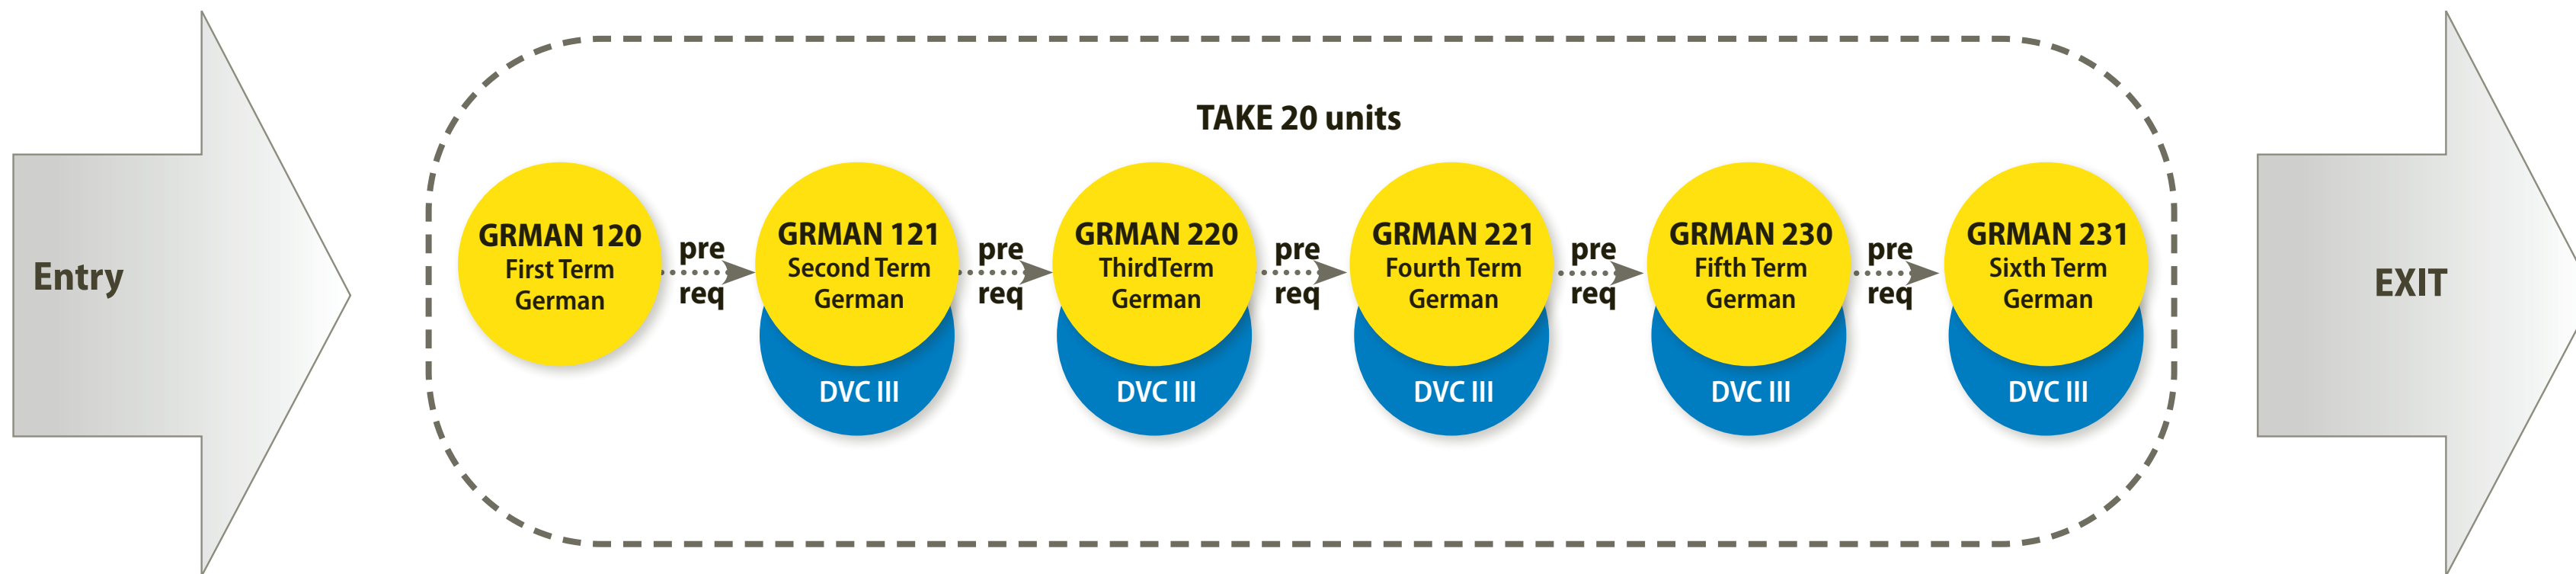 TAKE 20 units
Entry
GRMAN 120
First Term
German
pre
req
GRMAN 121
Second Term
German
DVC III
pre
req
GRMAN 220
ThirdTerm
German
DVC III
pre
req
GRMAN 221
Fourth Term
German
DVC III
pre
req
GRMAN 230
Fifth Term
German
DVC III
pre
req
GRMAN 231
Sixth Term
German
DVC III
EXIT